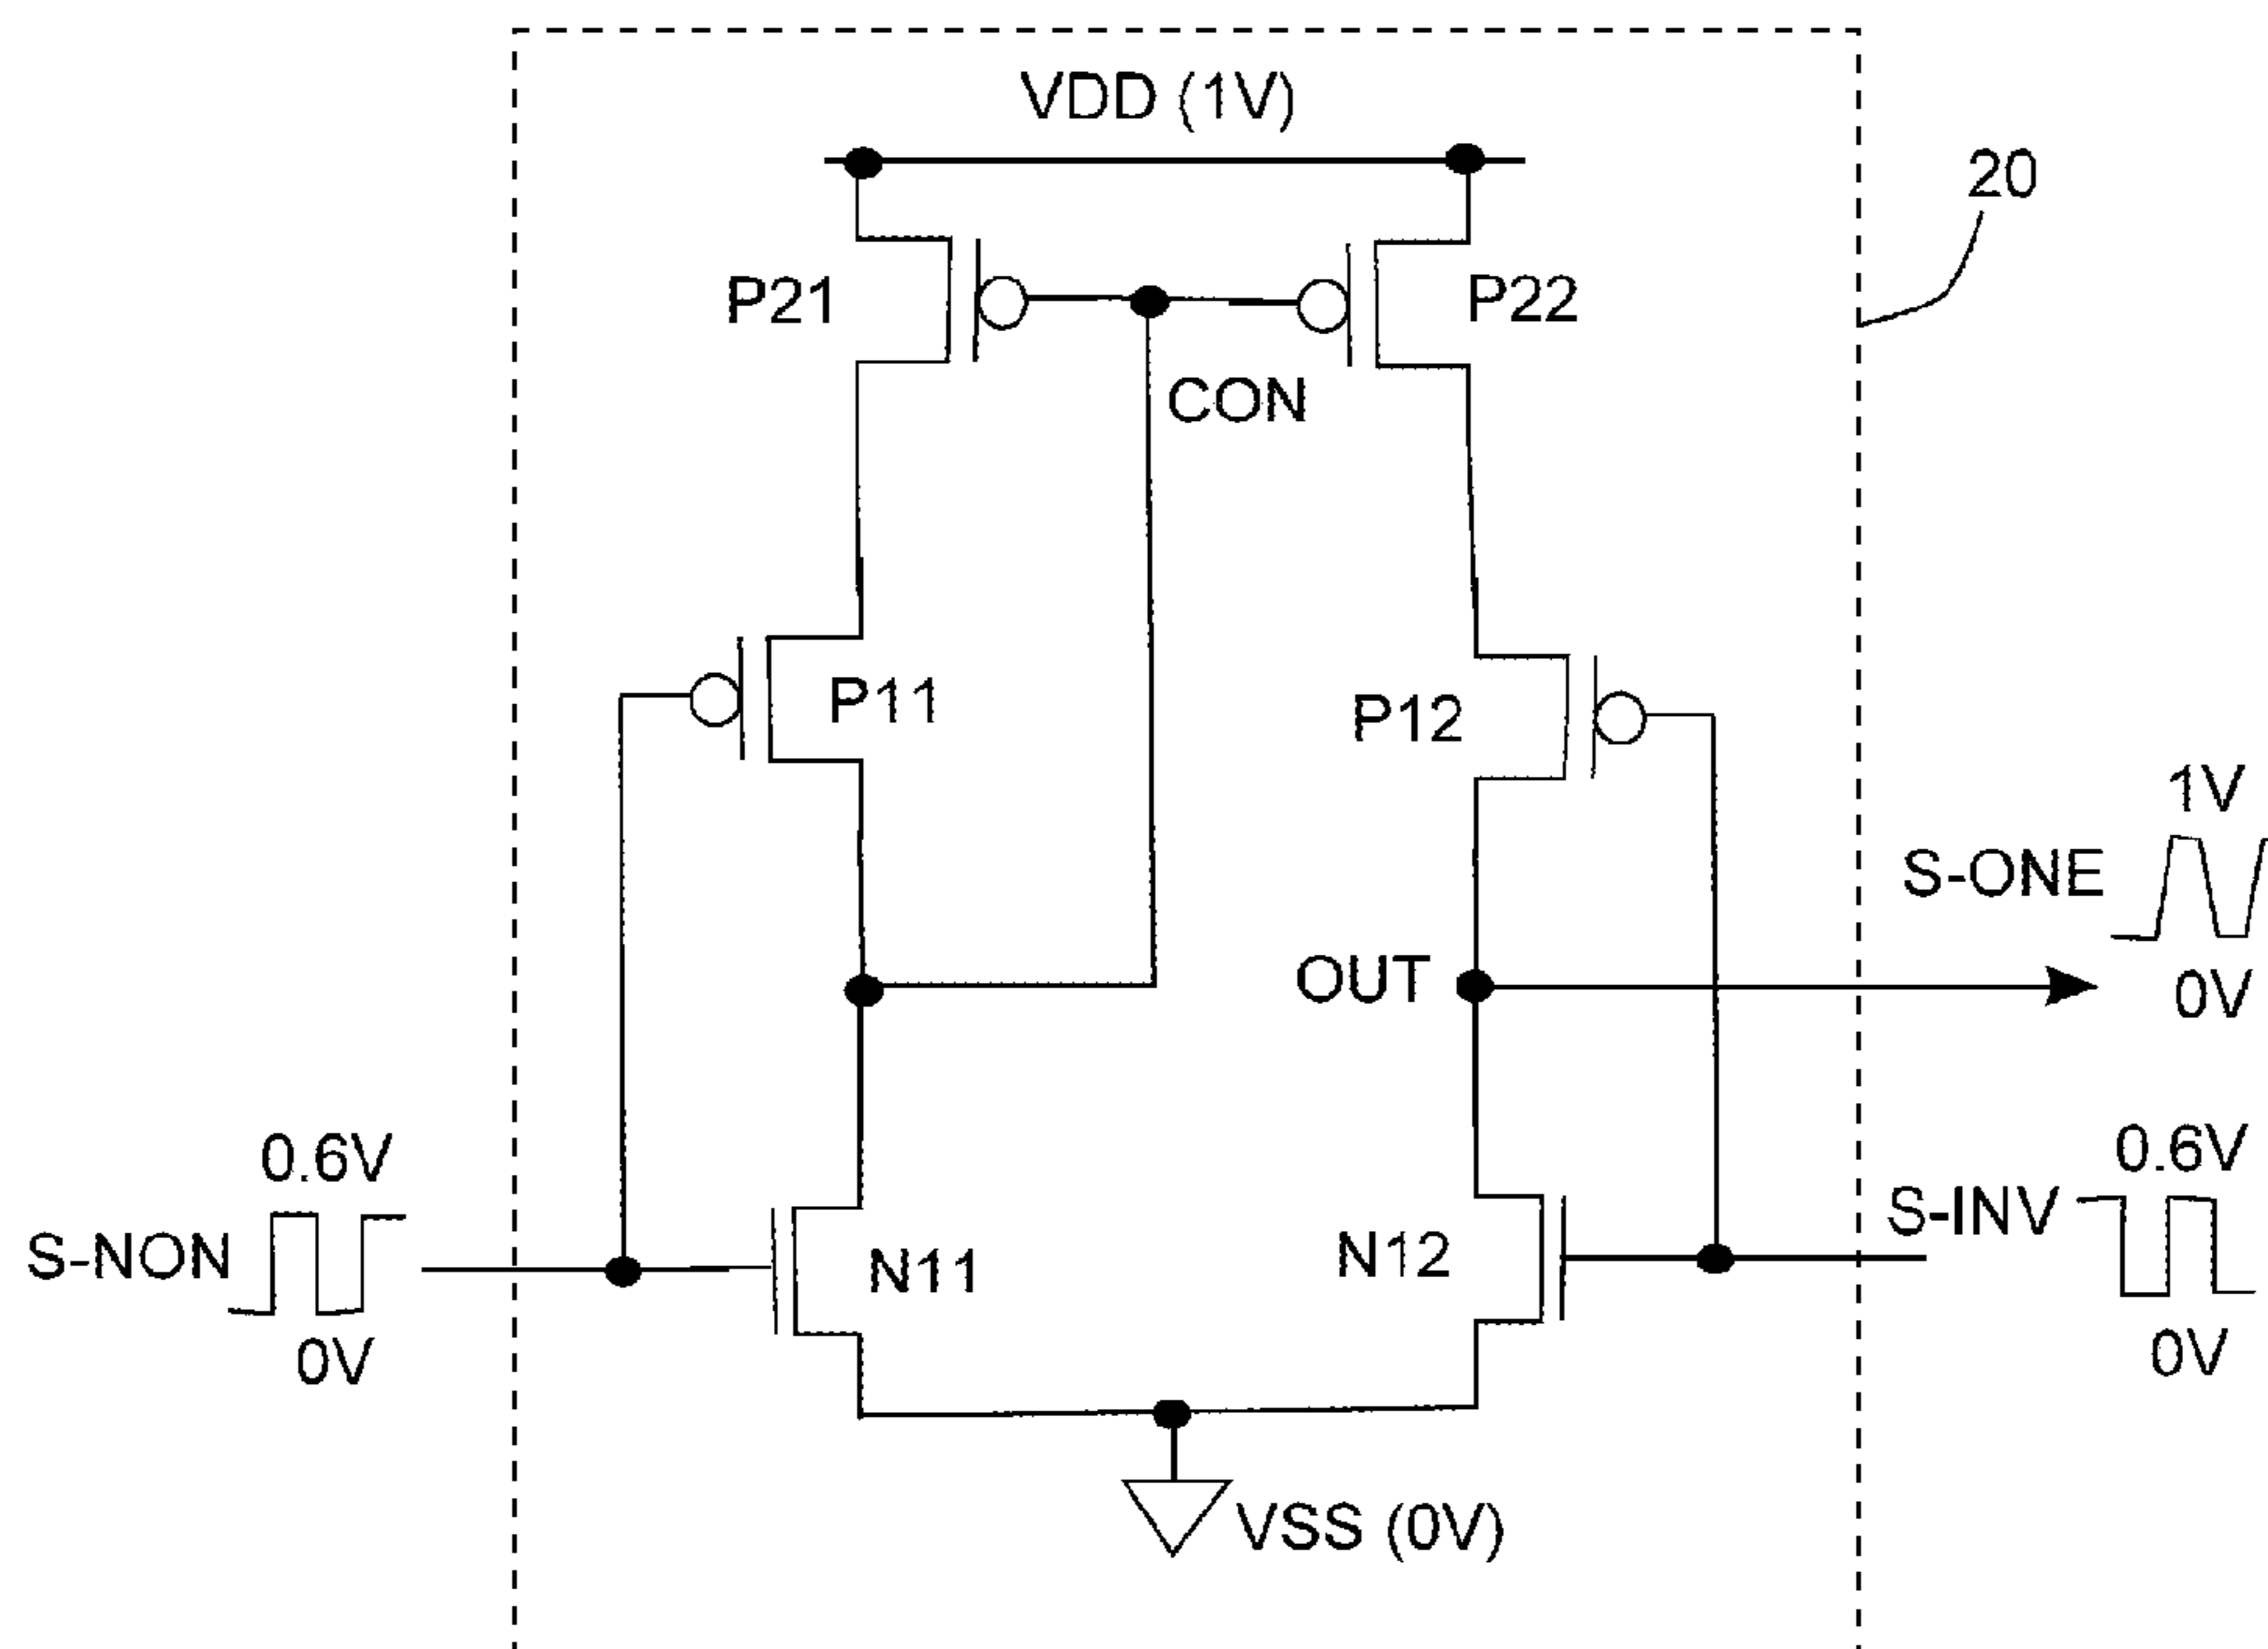 VDD (1V)
20
P21
P22
CON
P11
P12
1V
S-ONE
OUT
0V
0.6V
0.6V
S-NON
S-INV
N11
N12
0V
0V
VSS (0V)